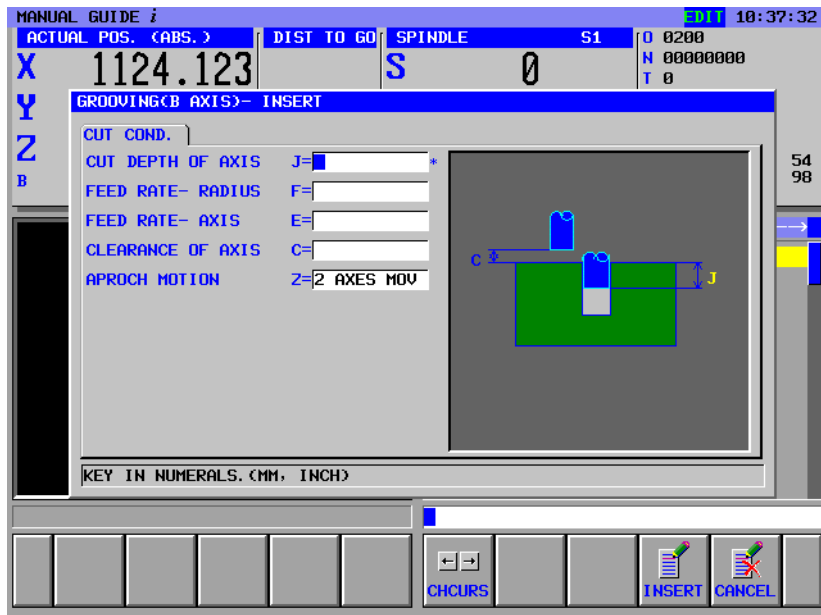 MANUAL GUIDE i EDIT 10:37:32
ACTUAL POS. (ABS.) DIST TO GO SPINDLE S1 O 0200
N 00000000
X 1124.123 S 0 T 0
Y
GROOVING(B AXIS)- INSERT
CUT COND.
Z
CUT DEPTH OF AXIS J= * 54
B 98
FEED RATE- RADIUS F=
FEED RATE- AXIS E=
CLEARANCE OF AXIS C=
C
APROCH MOTION Z=2 AXES MOV J
KEY IN NUMERALS.(MM, INCH)
CHCURS INSERT CANCEL